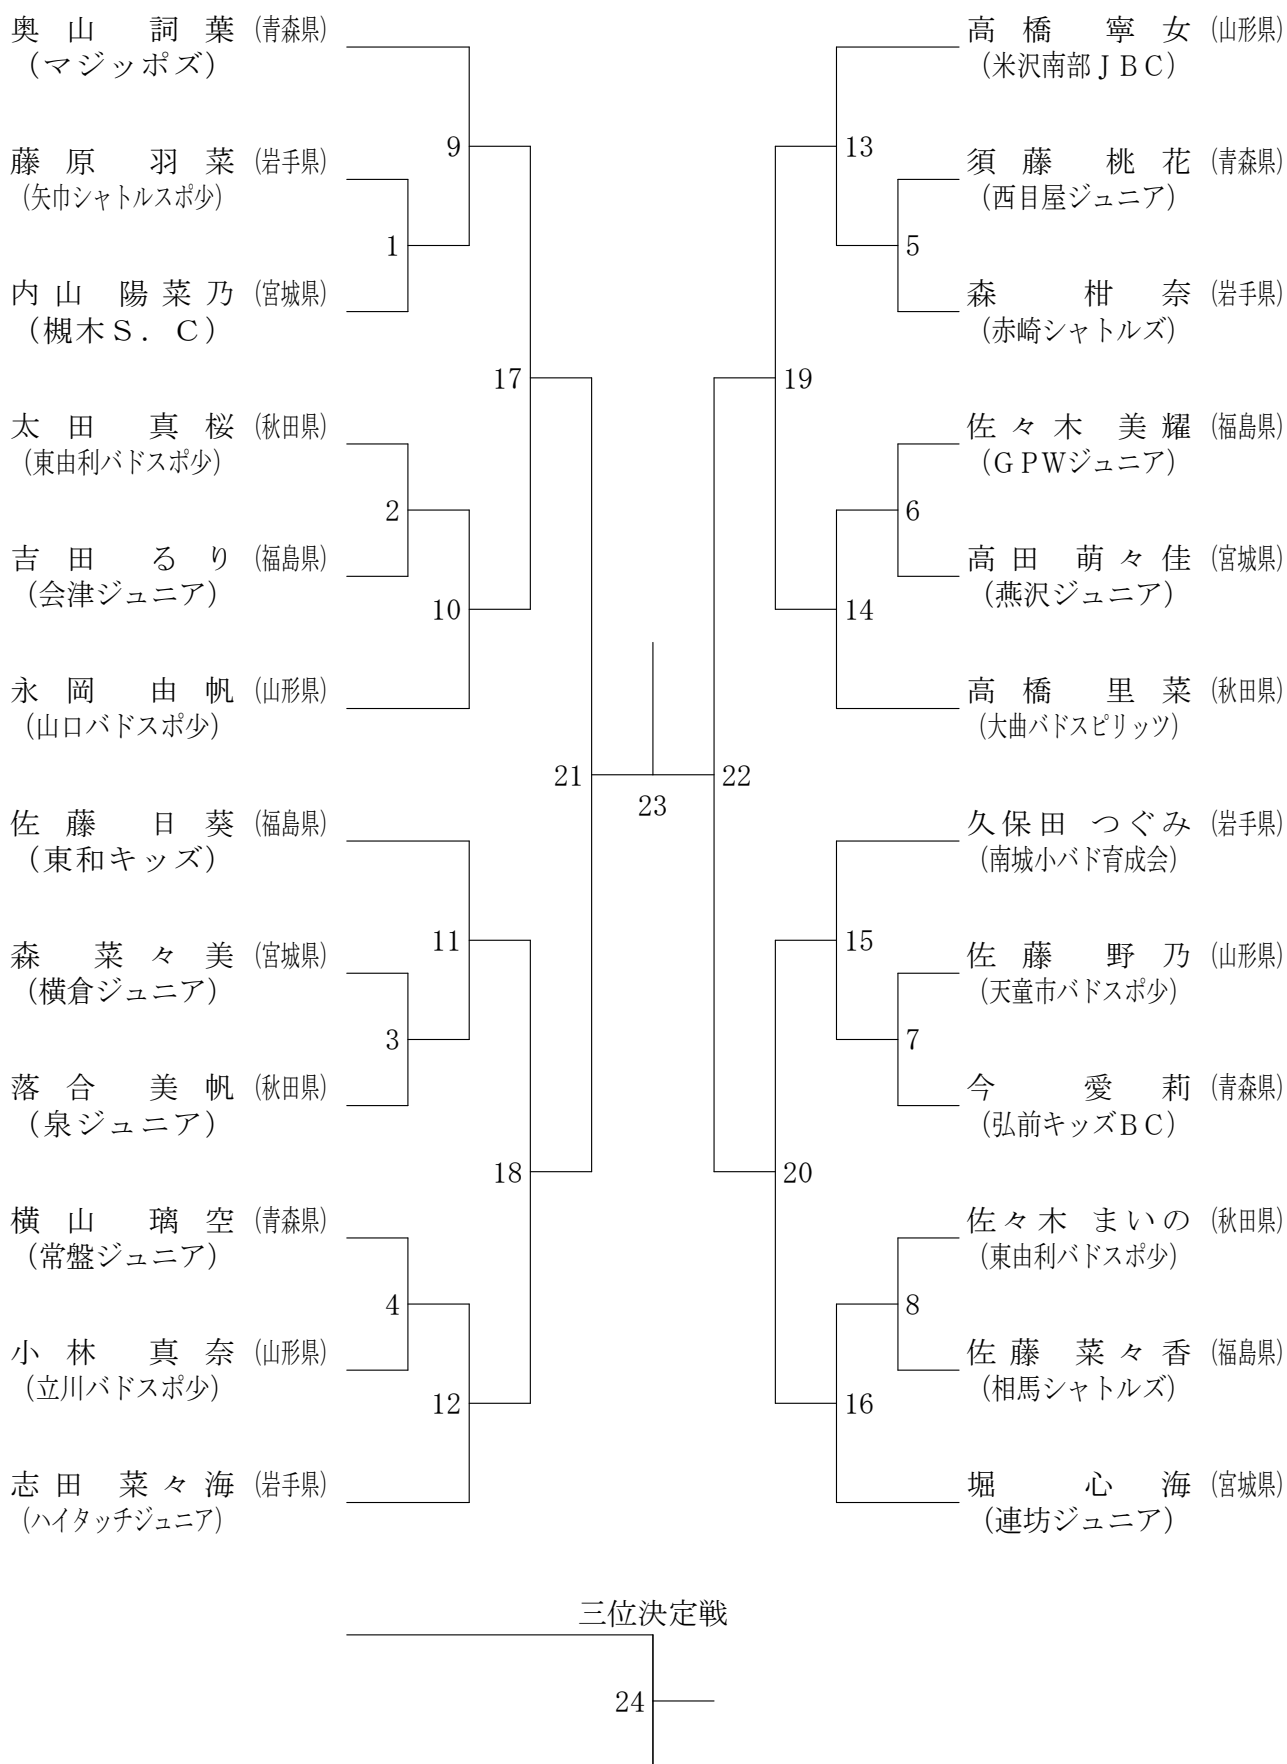 奥山 詞葉 (青森県)
(マジッポズ)
9
藤原 羽菜 (岩手県)
(矢巾シャトルスポ少)
1
内山 陽菜乃 (宮城県)
(槻木S．C)
17
太田 真桜 (秋田県)
(東由利バドスポ少)
2
吉田 るり (福島県)
(会津ジュニア)
10
永岡 由帆 (山形県)
(山口バドスポ少)
21
佐藤 日葵 (福島県)
(東和キッズ)
11
森 菜々美 (宮城県)
(横倉ジュニア)
3
落合 美帆 (秋田県)
(泉ジュニア)
18
横山 璃空 (青森県)
(常盤ジュニア)
4
小林 真奈 (山形県)
(立川バドスポ少)
12
志田 菜々海 (岩手県)
(ハイタッチジュニア)
23
高橋 寧女 (山形県)
(米沢南部JBC)
13
須藤 桃花 (青森県)
(西目屋ジュニア)
5
森 柑奈 (岩手県)
(赤崎シャトルズ)
19
佐々木 美耀 (福島県)
(GPWジュニア)
6
高田 萌々佳 (宮城県)
(燕沢ジュニア)
14
高橋 里菜 (秋田県)
(大曲バドスピリッツ)
22
久保田 つぐみ (岩手県)
(南城小バド育成会)
15
佐藤 野乃 (山形県)
(天童市バドスポ少)
7
今 愛莉 (青森県)
(弘前キッズBC)
20
佐々木 まいの (秋田県)
(東由利バドスポ少)
8
佐藤 菜々香 (福島県)
(相馬シャトルズ)
16
堀 心海 (宮城県)
(連坊ジュニア)
三位決定戦
24